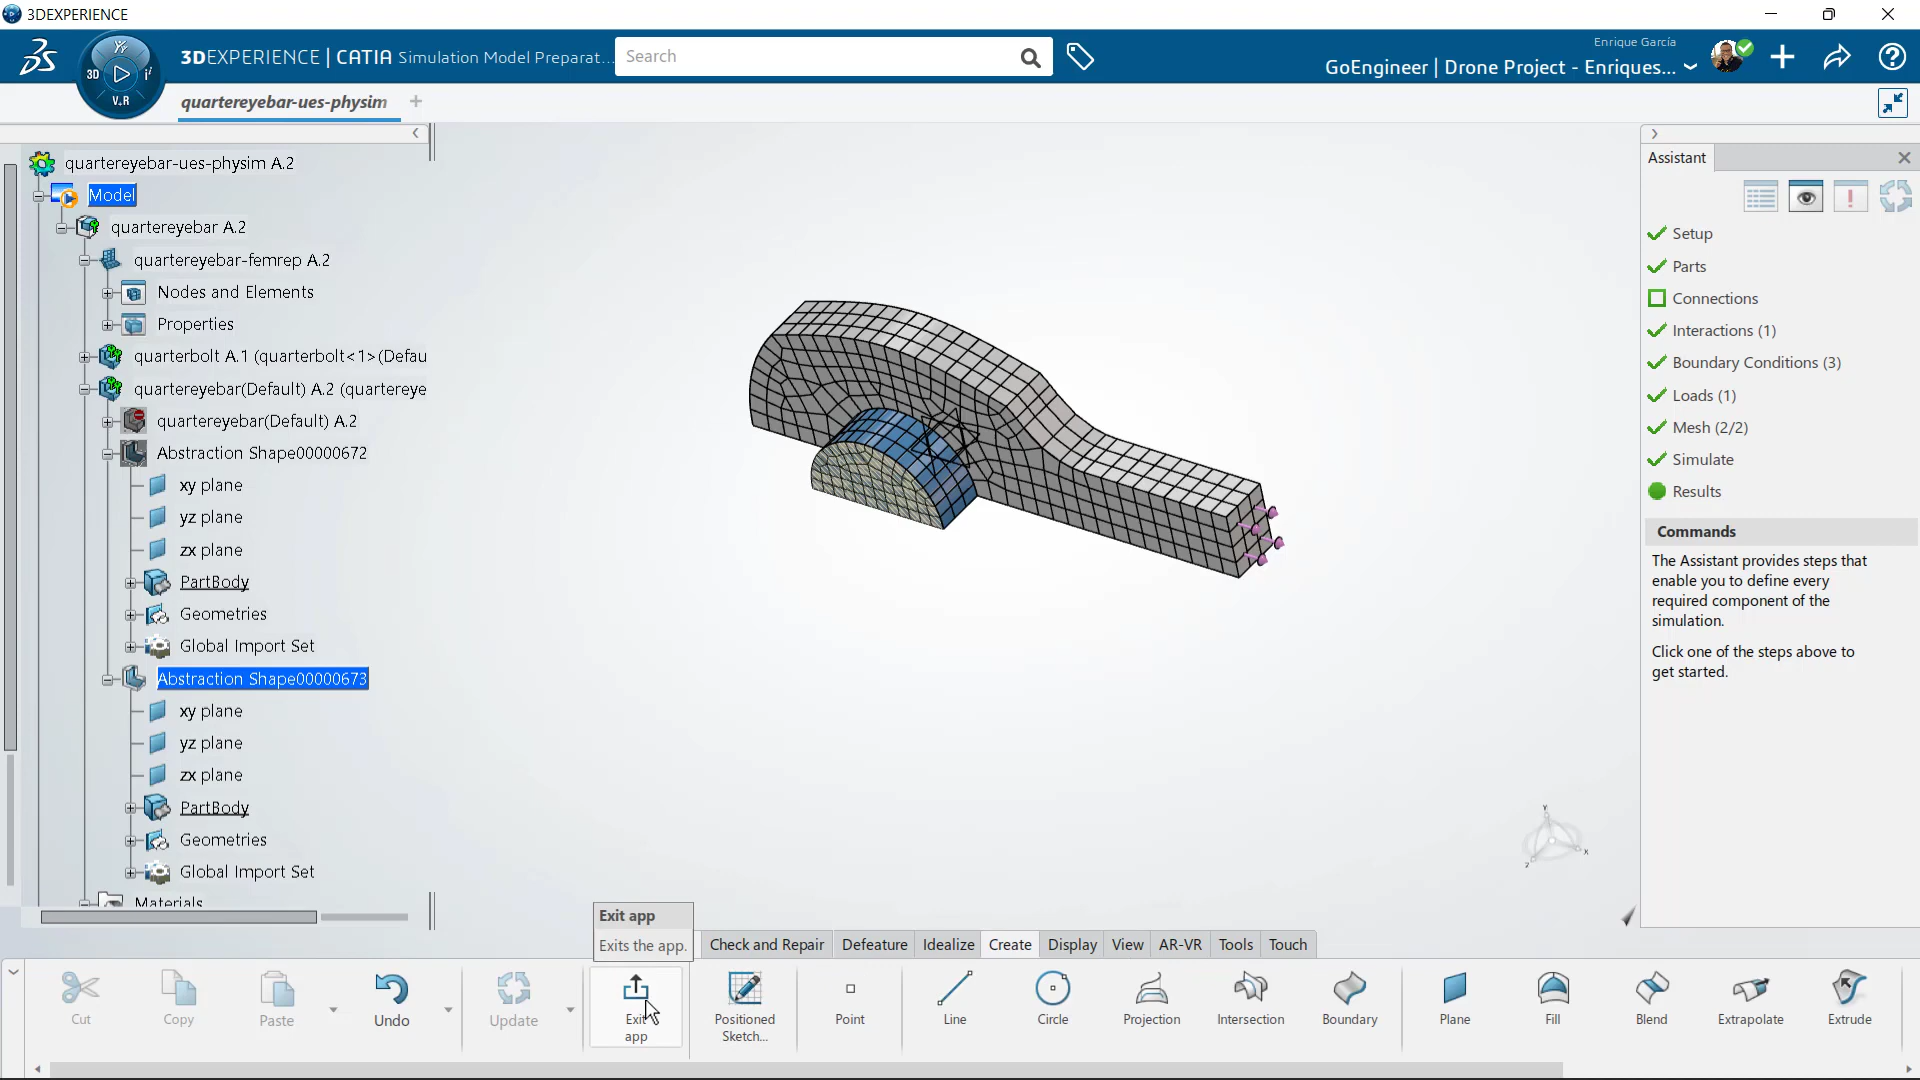 3DEXPERIENCE
3DEXPERIENCE | CATIA Simulation Model Preparat...
Search
Enrique García
GoEngineer | Drone Project - Enriques...
3D
V.R
quartereyebar-ues-physim
quartereyebar-ues-physim A.2
Model
quartereyebar A.2
quartereyebar-femrep A.2
Nodes and Elements
Properties
quarterbolt A.1 (quarterbolt<1>(Defau
quartereyebar(Default) A.2 (quartereye
quartereyebar(Default) A.2
Abstraction Shape00000672
xy plane
yz plane
zx plane
PartBody
Geometries
Global Import Set
Abstraction Shape00000673
xy plane
yz plane
zx plane
PartBody
Geometries
Global Import Set
Materials
Assistant
Setup
Parts
Connections
Interactions (1)
Boundary Conditions (3)
Loads (1)
Mesh (2/2)
Simulate
Results
Commands
The Assistant provides steps that
enable you to define every
required component of the
simulation.
Click one of the steps above to
get started.
Y
X
Z
Exit app
Exits the app.
Check and Repair
Defeature
Idealize
Create
Display
View
AR-VR
Tools
Touch
Cut
Copy
Paste
Undo
Update
Exit
app
Positioned
Sketch...
Point
Line
Circle
Projection
Intersection
Boundary
Plane
Fill
Blend
Extrapolate
Extrude